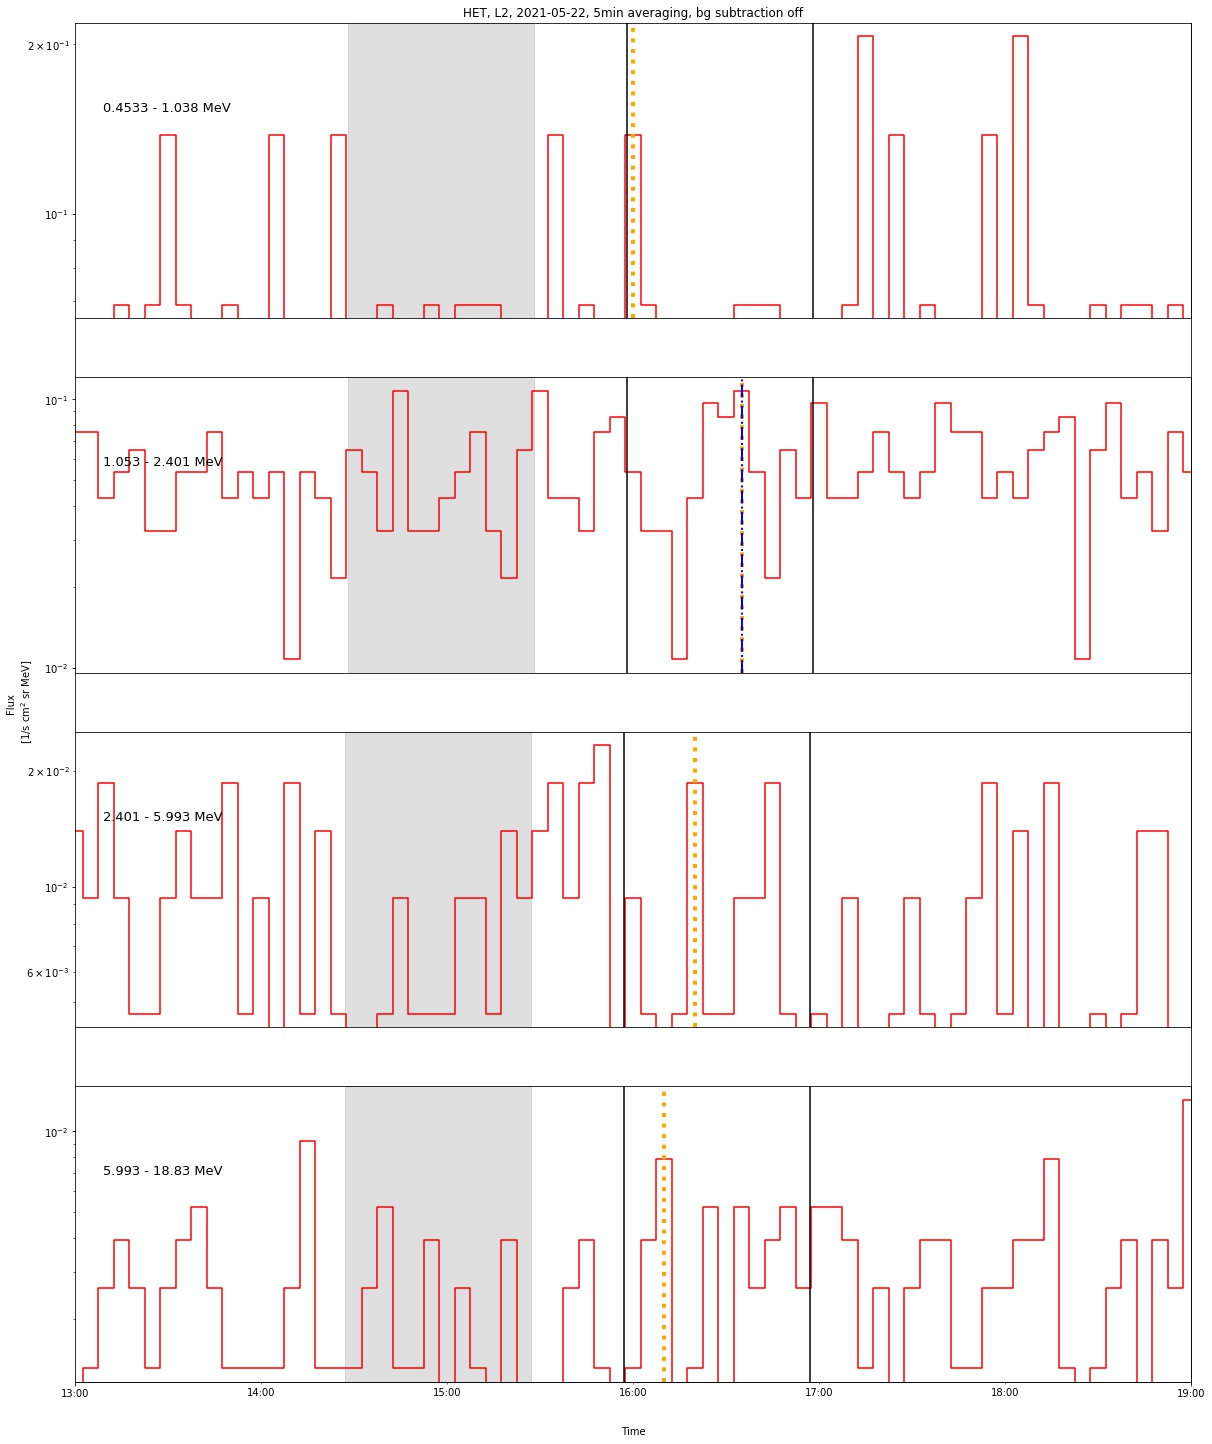 HET, L2, 2021-05-22, 5min averaging, bg subtraction off
2 × 10⁻¹
0.4533 - 1.038 MeV
10⁻¹
10⁻¹
1.053 - 2.401 MeV
10⁻²
Flux
[1/s cm² sr MeV]
2 × 10⁻²
2.401 - 5.993 MeV
10⁻²
6 × 10⁻³
10⁻²
5.993 - 18.83 MeV
13:00 14:00 15:00 16:00 17:00 18:00 19:00
Time